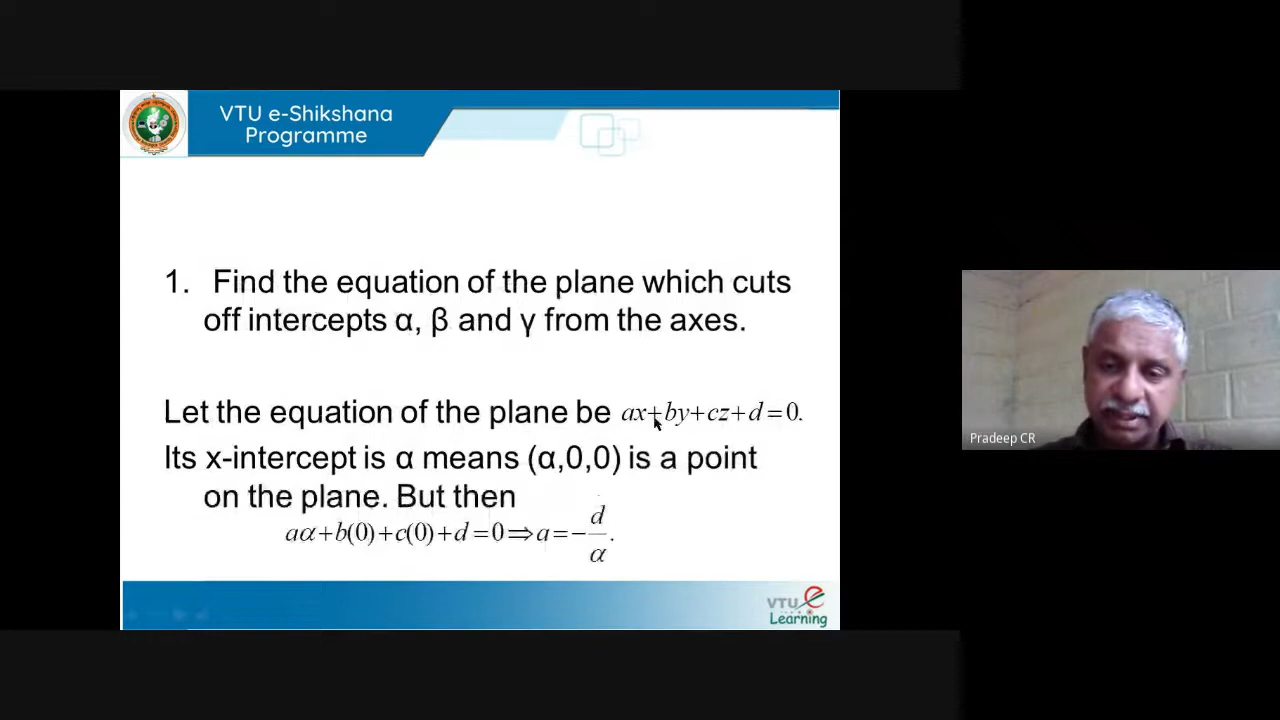 VTU e-Shikshana
Programme
1. Find the equation of the plane which cuts
off intercepts α, β and γ from the axes.
Let the equation of the plane be ax+by+cz+d=0.
Its x-intercept is α means (α,0,0) is a point
on the plane. But then
aα+b(0)+c(0)+d=0⇒a=−d/α.
Pradeep CR
VTU e
Learning